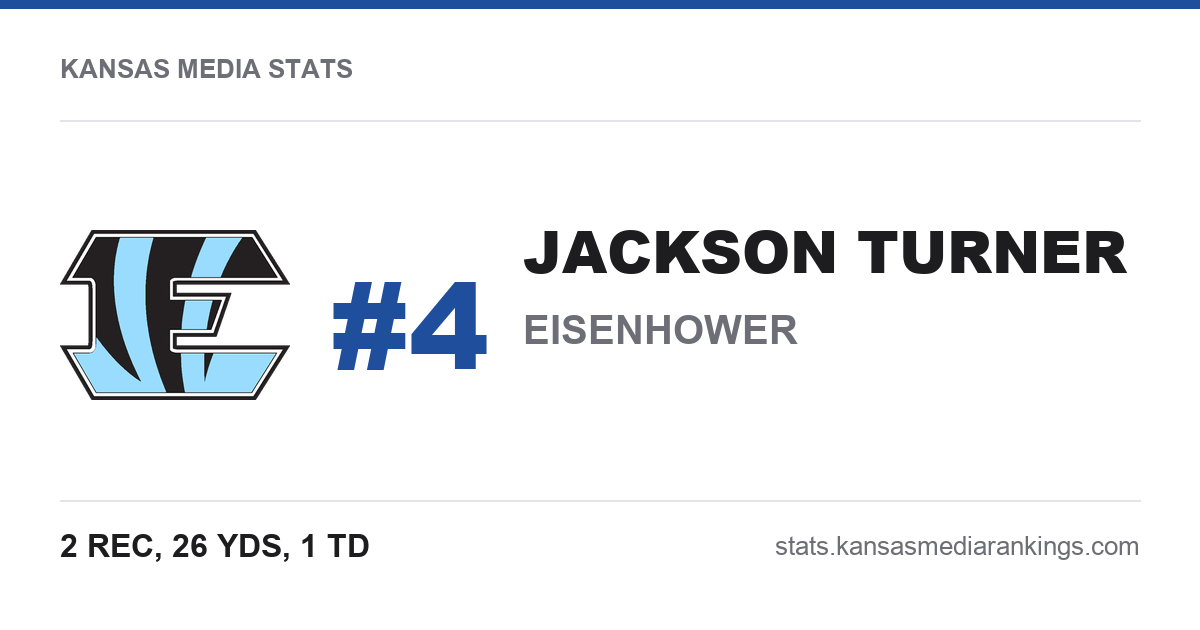 KANSAS MEDIA STATS
E
#4
JACKSON TURNER
EISENHOWER
2 REC, 26 YDS, 1 TD
stats.kansasmediarankings.com